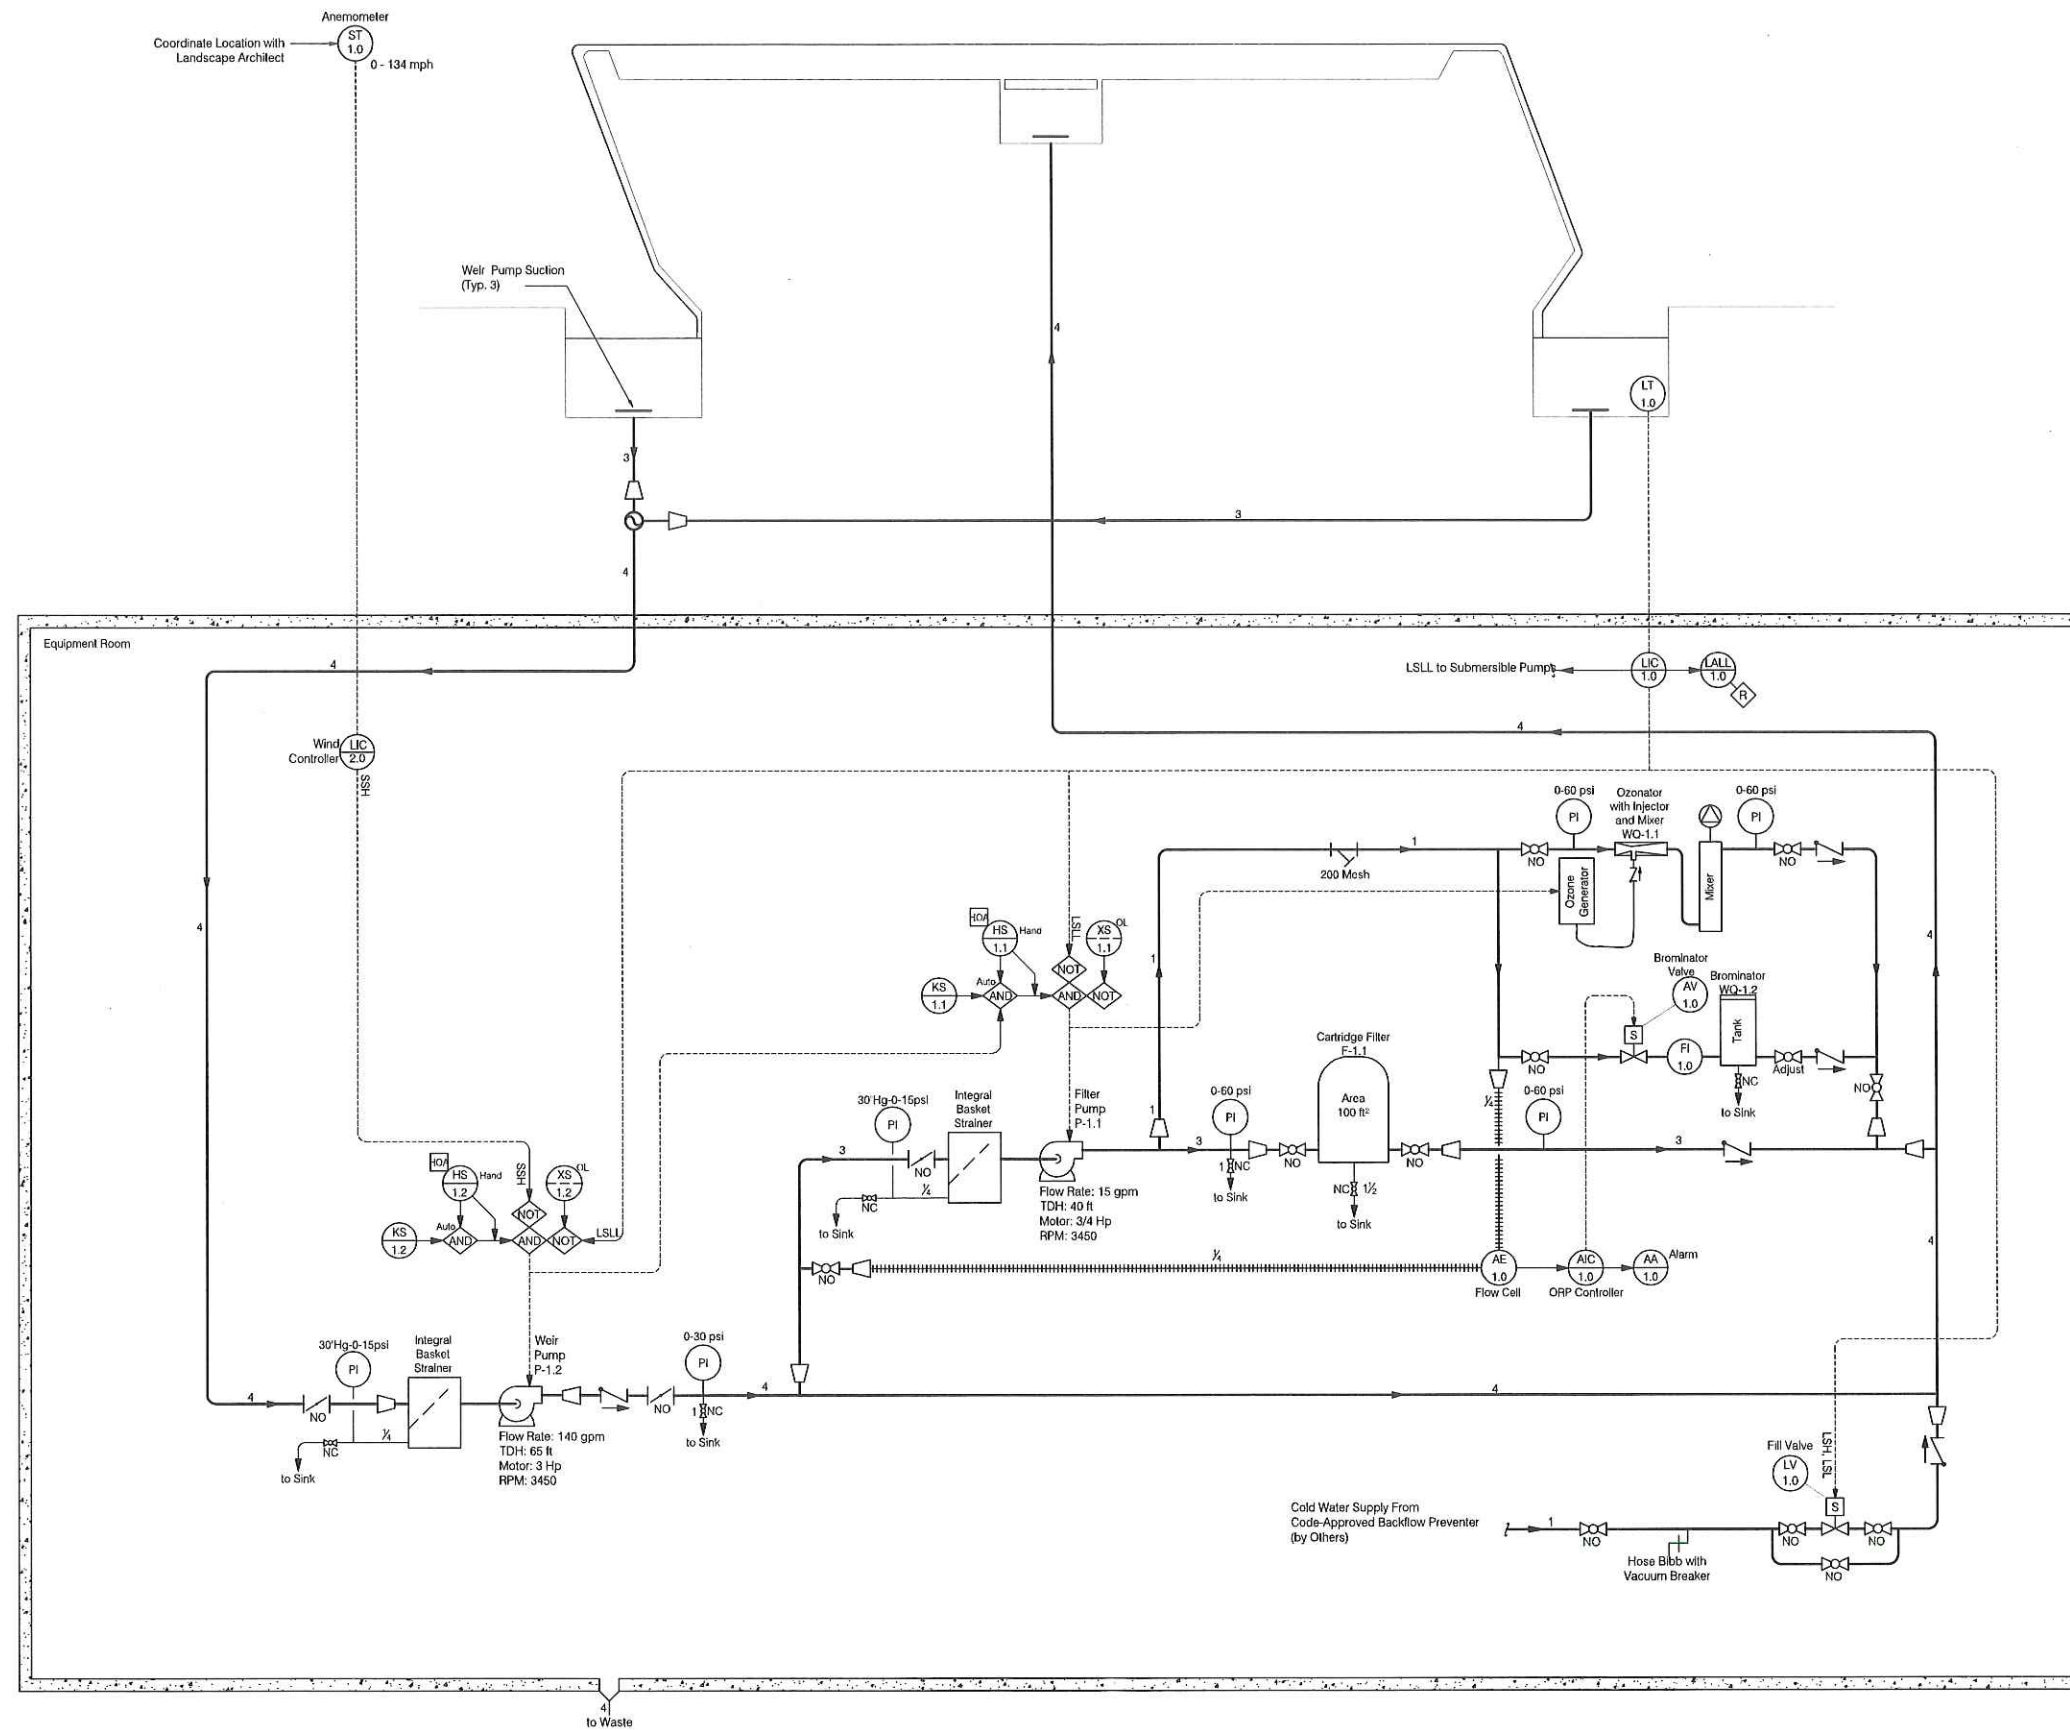 Anemometer
ST
1.0
Coordinate Location with
Landscape Architect
0 - 134 mph
Weir Pump Suction
(Typ. 3)
4
LT
1.0
3
3
4
Equipment Room
4
LSLL to Submersible Pumps
LIC
1.0
LALL
1.0
R
4
Wind
Controller
LIC
2.0
SSH
0-60 psi
PI
Ozonator
with Injector
and Mixer
WQ-1.1
0-60 psi
PI
1
200 Mesh
NO
NO
Ozone
Generator
Mixer
HOA
HS
1.1
Hand
LSLL
XS
1.1
OL
NOT
4
4
1
KS
1.1
Auto
AND
AND
NOT
Brominator
Valve
AV
1.0
Brominator
WQ-1.2
S
Tank
NO
FI
1.0
Adjust
NC
to Sink
NO
Cartridge Filter
F-1.1
Area
100 ft²
30"Hg-0-15psi
PI
Integral
Basket
Strainer
Filter
Pump
P-1.1
1
0-60 psi
PI
¼
0-60 psi
PI
3
NO
3
1
NC
to Sink
NO
NO
3
NC
1½
to Sink
¼
NC
to Sink
Flow Rate: 15 gpm
TDH: 40 ft
Motor: 3/4 Hp
RPM: 3450
HOA
HS
1.2
Hand
SSH
XS
1.2
OL
NOT
KS
1.2
Auto
AND
AND
NOT
LSLL
4
NO
¼
AE
1.0
Flow Cell
AIC
1.0
ORP Controller
AA
1.0
Alarm
30"Hg-0-15psi
PI
Integral
Basket
Strainer
Weir
Pump
P-1.2
0-30 psi
PI
4
NO
4
4
NO
1
NC
to Sink
¼
NC
to Sink
Flow Rate: 140 gpm
TDH: 65 ft
Motor: 3 Hp
RPM: 3450
Fill Valve
LV
1.0
LSH, LSL
S
Cold Water Supply From
Code-Approved Backflow Preventer
(by Others)
1
NO
NO
NO
NO
Hose Bibb with
Vacuum Breaker
4
to Waste